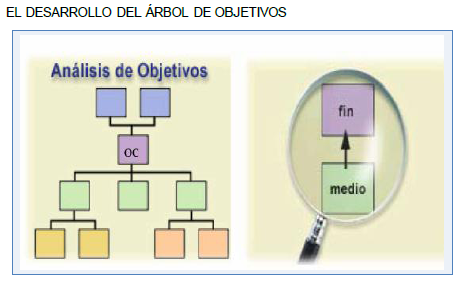 EL DESARROLLO DEL ÁRBOL DE OBJETIVOS
Análisis de Objetivos
OC
fin
medio